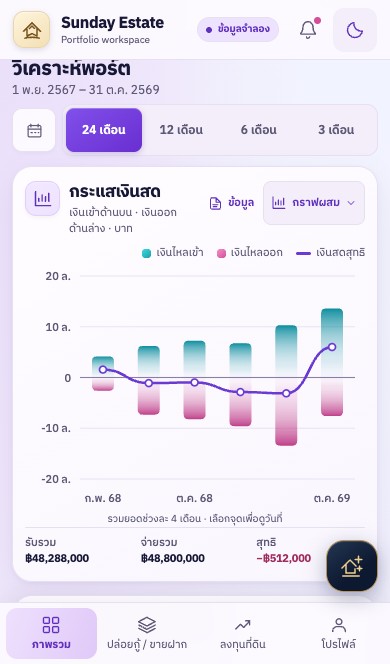 Sunday Estate
Portfolio workspace
ข้อมูลจำลอง
วิเคราะห์พอร์ต
1 พ.ย. 2567 – 31 ต.ค. 2569
24 เดือน
12 เดือน
6 เดือน
3 เดือน
กระแสเงินสด
เงินเข้าด้านบน · เงินออก
ด้านล่าง · บาท
ข้อมูล
กราฟผสม
เงินไหลเข้า
เงินไหลออก
เงินสดสุทธิ
20 ล.
10 ล.
0
-10 ล.
-20 ล.
ก.พ. 68
ต.ค. 68
ต.ค. 69
รวมยอดช่วงละ 4 เดือน · เลือกจุดเพื่อดูวันที่
รับรวม
฿48,288,000
จ่ายรวม
฿48,800,000
สุทธิ
-฿512,000
ภาพรวม
ปล่อยกู้ / ขายฝาก
ลงทุนที่ดิน
โปรไฟล์